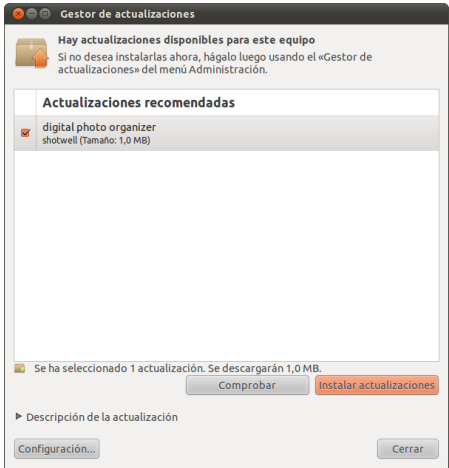 Gestor de actualizaciones
Hay actualizaciones disponibles para este equipo
Si no desea instalarlas ahora, hágalo luego usando el «Gestor de
actualizaciones» del menú Administración.
Actualizaciones recomendadas
digital photo organizer
shotwell (Tamaño: 1,0 MB)
Se ha seleccionado 1 actualización. Se descargarán 1,0 MB.
Comprobar
Instalar actualizaciones
Descripción de la actualización
Configuración...
Cerrar